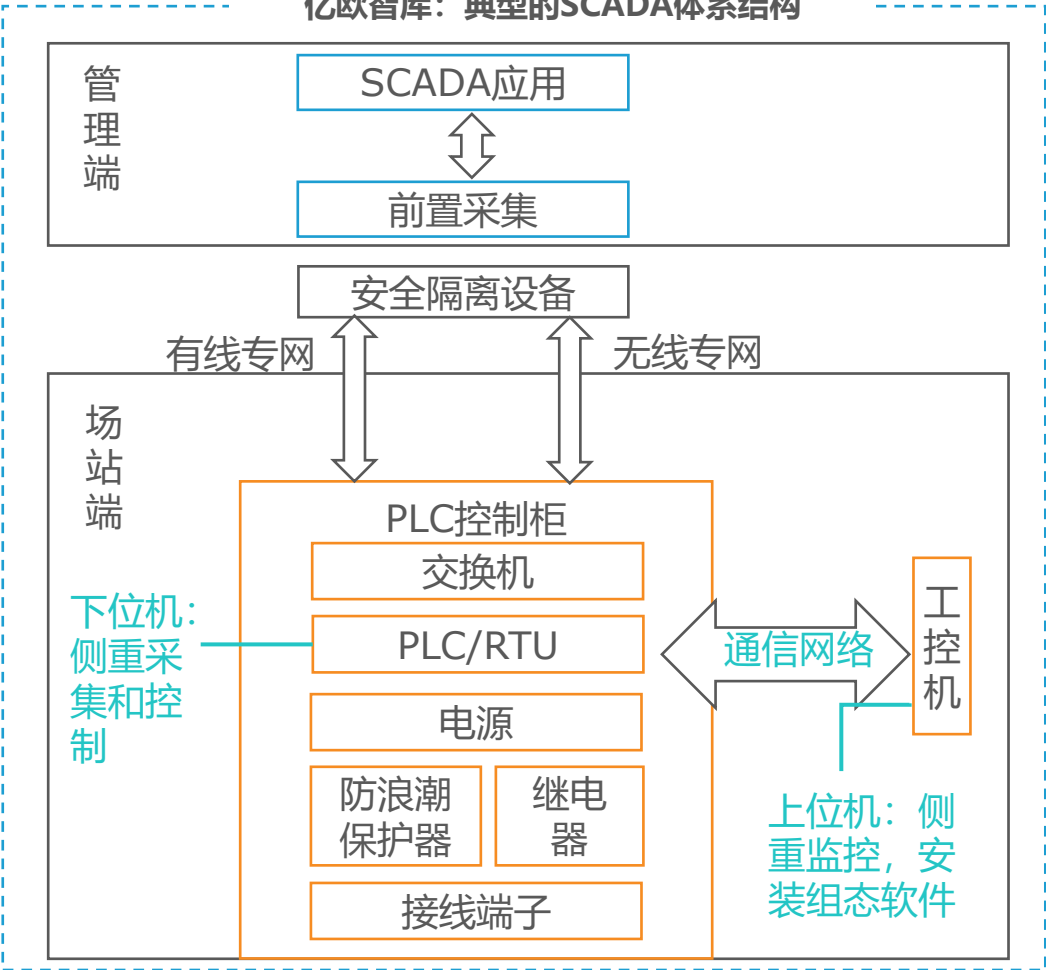 亿欧智库：典型的SCADA体系结构
管
理
端
SCADA应用
前置采集
安全隔离设备
有线专网
无线专网
场
站
端
PLC控制柜
交换机
PLC/RTU
电源
防浪潮
保护器
继电
器
接线端子
下位机：
侧重采
集和控
制
通信网络
工
控
机
上位机：侧
重监控，安
装组态软件